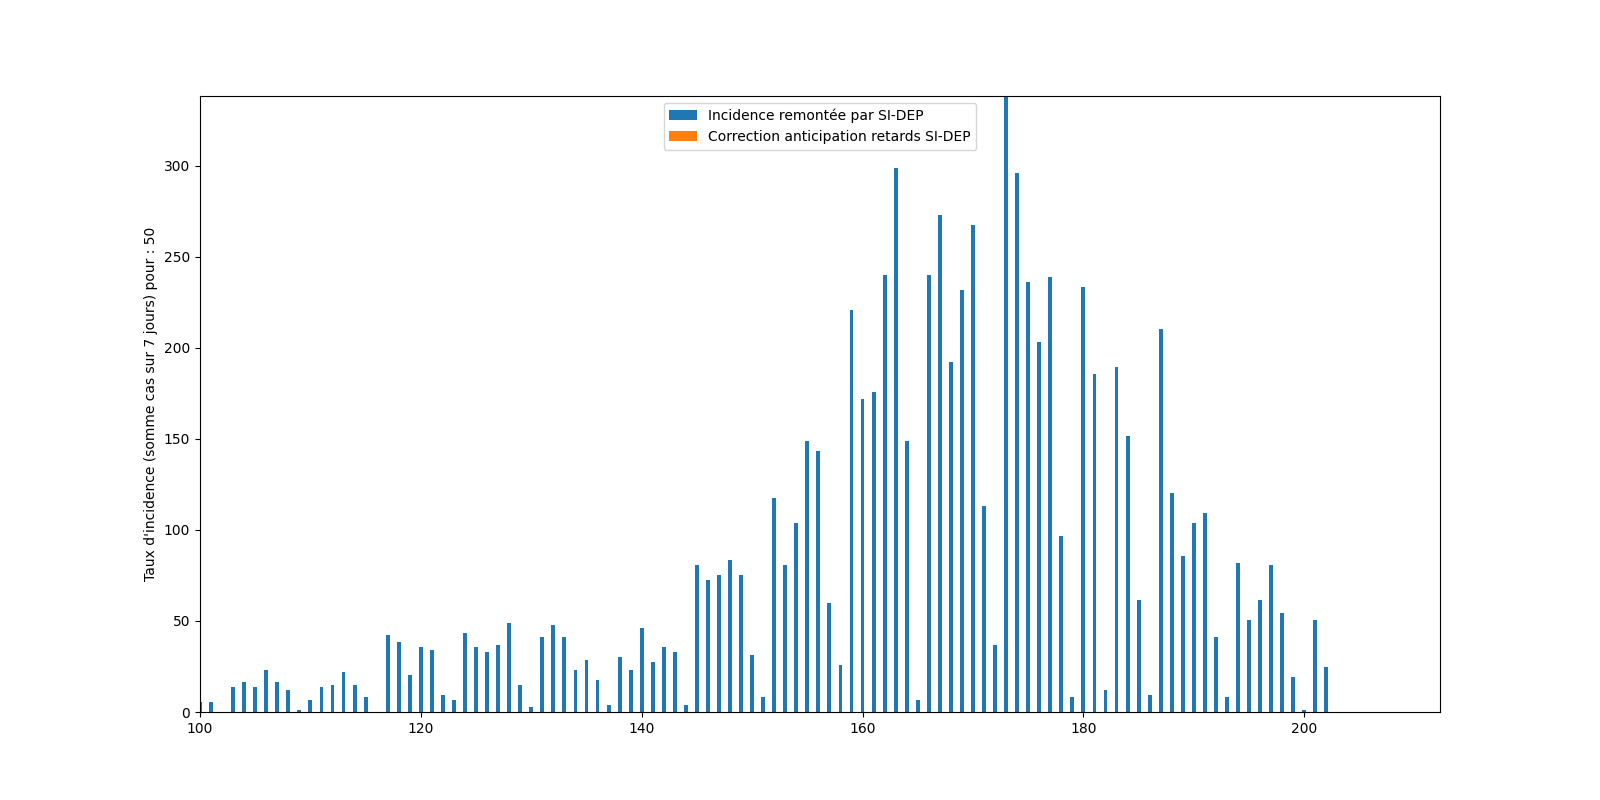 Incidence remontée par SI-DEP
Correction anticipation retards SI-DEP
Taux d'incidence (somme cas sur 7 jours) pour : 50
300
250
200
150
100
50
0
100 120 140 160 180 200